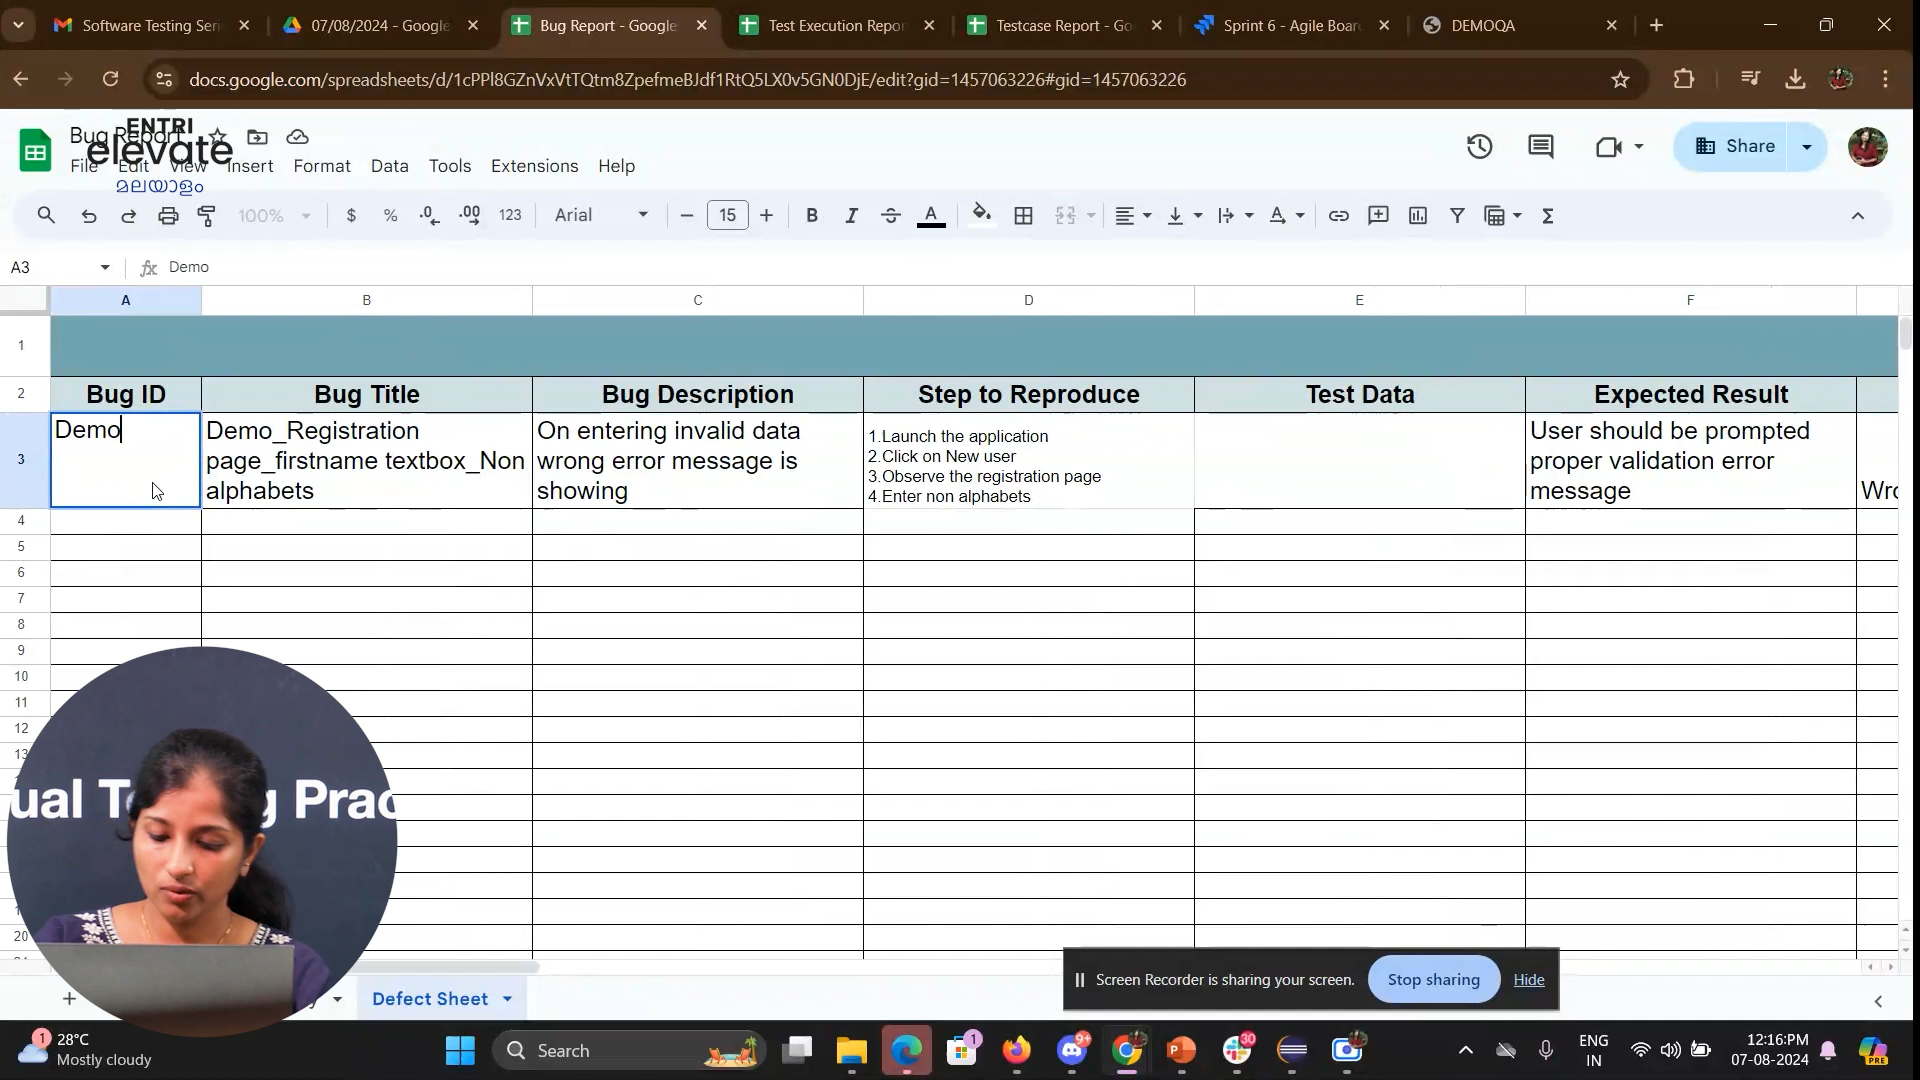 Software Testing Seri
07/08/2024 - Google
Bug Report - Google
Test Execution Repor
Testcase Report - Go
Sprint 6 - Agile Boar
DEMOQA
docs.google.com/spreadsheets/d/1cPPl8GZnVxVtTQtm8ZpefmeBJdf1RtQ5LX0v5GN0DjE/edit?gid=1457063226#gid=1457063226
Bug Report
ENTRI
elevate
മലയാളം
File Edit View Insert Format Data Tools Extensions Help
Share
100% $ % .0 .00 123 Arial 15 B I A
A3 fx Demo
A B C D E F
1
2 Bug ID Bug Title Bug Description Step to Reproduce Test Data Expected Result
3
Demo
Demo_Registration
page_firstname textbox_Non
alphabets
On entering invalid data
wrong error message is
showing
1.Launch the application
2.Click on New user
3.Observe the registration page
4.Enter non alphabets
User should be prompted
proper validation error
message
Wro
4
5
6
7
8
9
10
11
12
13
20
ual T g Prac
Screen Recorder is sharing your screen. Stop sharing Hide
Defect Sheet
28°C
Mostly cloudy
Search
ENG
IN
12:16:PM
07-08-2024